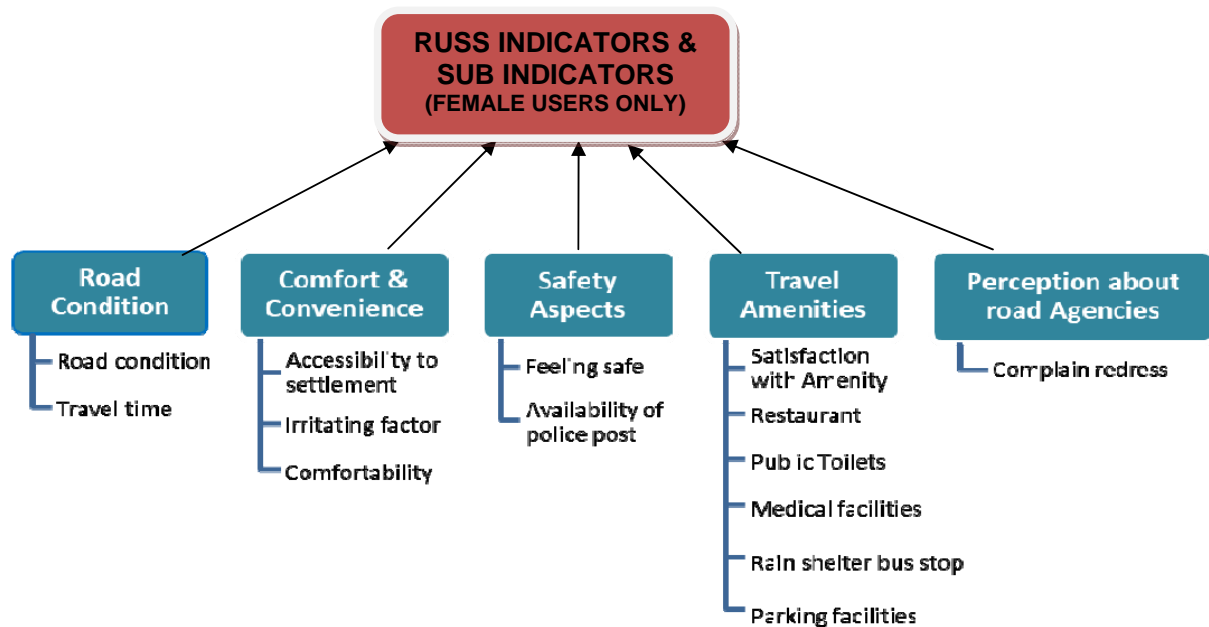 RUSS INDICATORS &
SUB INDICATORS
(FEMALE USERS ONLY)
Road
Condition
Road condition
Travel time
Comfort &
Convenience
Accessibility to
settlement
Irritating factor
Comfortability
Safety
Aspects
Feeling safe
Availability of
police post
Travel
Amenities
Satisfaction
with Amenity
Restaurant
Pub ic Toilets
Medical facilities
Rain shelter bus stop
Parking facilities
Perception about
road Agencies
Complain redress